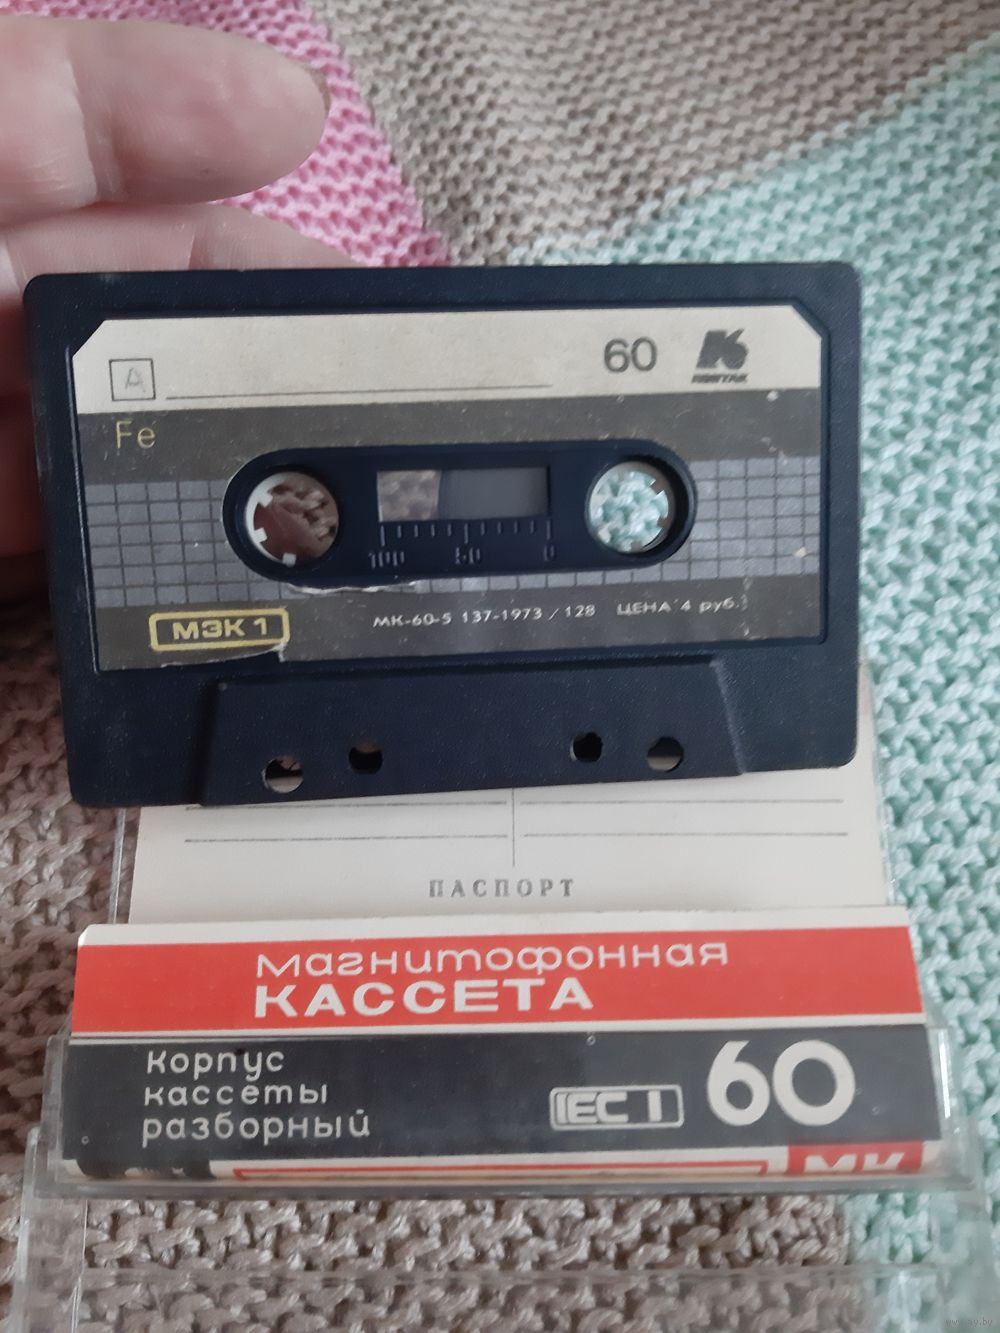 60
A
Fe
100 50 0
МЭК 1
МК-60-5 137-1973 / 128 ЦЕНА 4 руб.
ПАСПОРТ
Магнитофонная
КАССЕТА
Корпус
кассеты
разборный
IEC I
60
МК